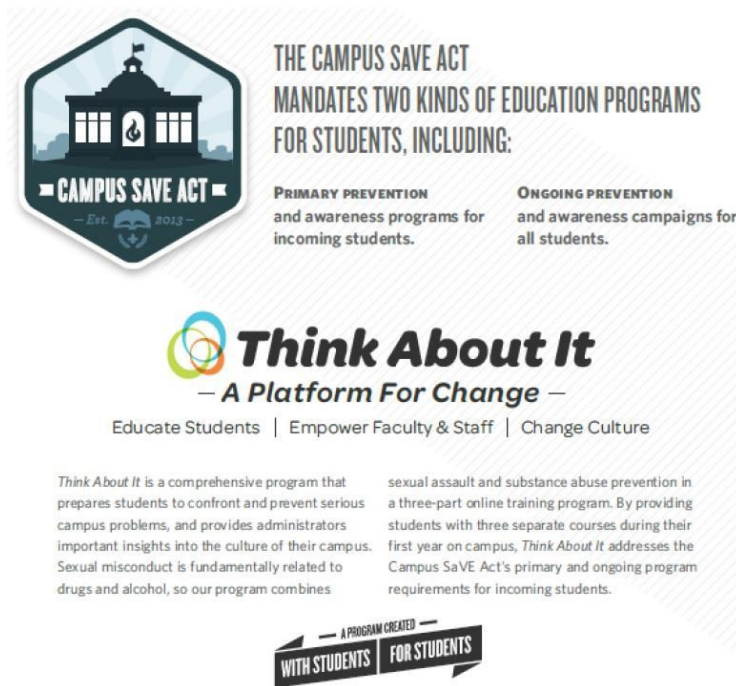 CAMPUS SAVE ACT
Est. 2013
THE CAMPUS SAVE ACT
MANDATES TWO KINDS OF EDUCATION PROGRAMS
FOR STUDENTS, INCLUDING:
PRIMARY PREVENTION
and awareness programs for
incoming students.
ONGOING PREVENTION
and awareness campaigns for
all students.
Think About It
— A Platform For Change —
Educate Students | Empower Faculty & Staff | Change Culture
Think About It is a comprehensive program that
prepares students to confront and prevent serious
campus problems, and provides administrators
important insights into the culture of their campus.
Sexual misconduct is fundamentally related to
drugs and alcohol, so our program combines
sexual assault and substance abuse prevention in
a three-part online training program. By providing
students with three separate courses during their
first year on campus, Think About It addresses the
Campus SaVE Act's primary and ongoing program
requirements for incoming students.
— A PROGRAM CREATED —
WITH STUDENTS | FOR STUDENTS